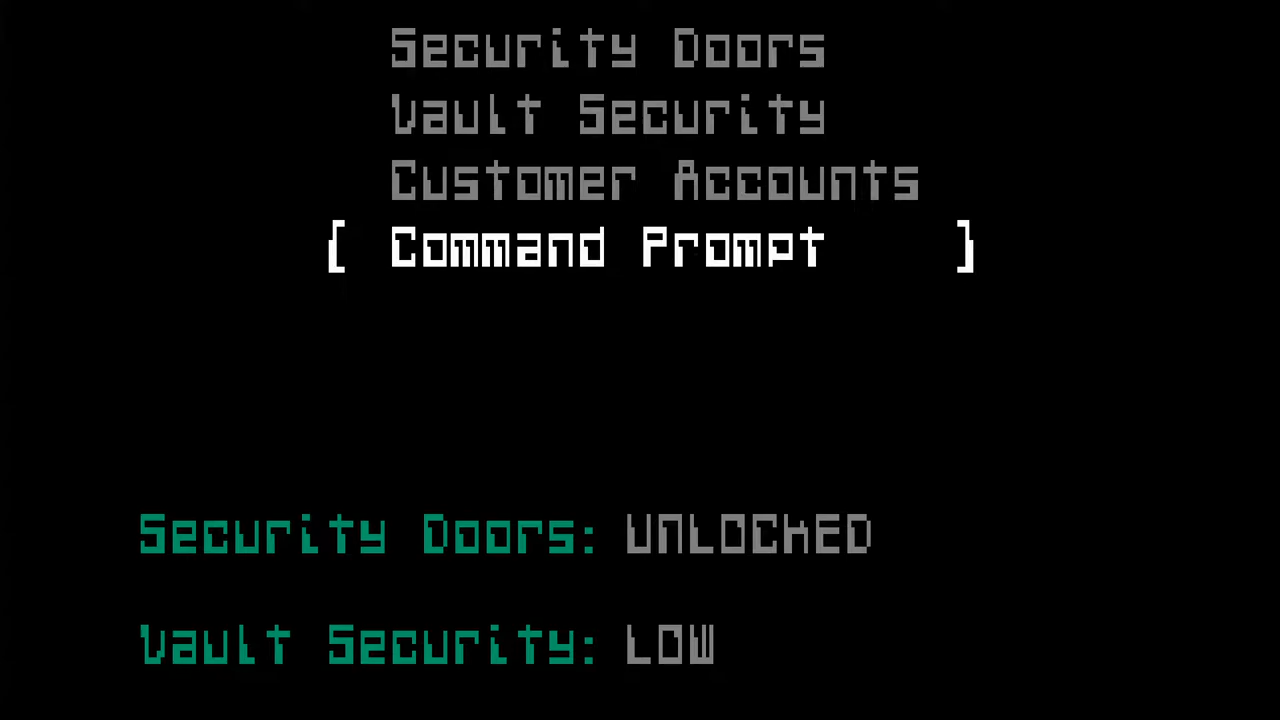 Security Doors
Vault Security
Customer Accounts
[ Command Prompt ]
Security Doors: UNLOCKED
Vault Security: LOW